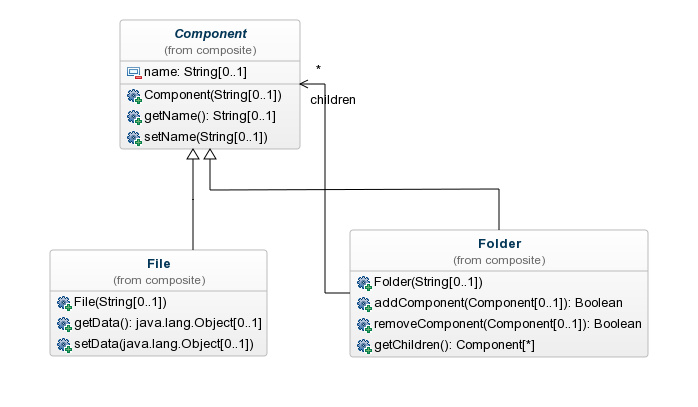 Component
(from composite)
name: String[0..1]
Component(String[0..1])
getName(): String[0..1]
setName(String[0..1])
*
children
File
(from composite)
File(String[0..1])
getData(): java.lang.Object[0..1]
setData(java.lang.Object[0..1])
Folder
(from composite)
Folder(String[0..1])
addComponent(Component[0..1]): Boolean
removeComponent(Component[0..1]): Boolean
getChildren(): Component[*]